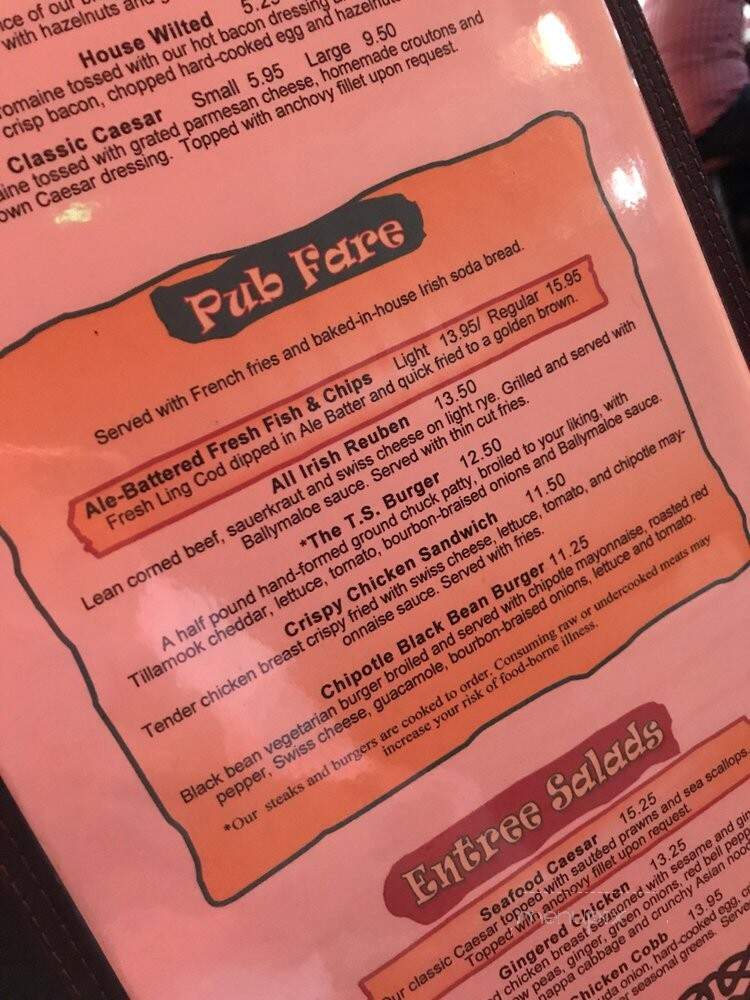 ce of our
with hazelnuts and
House Wilted 5.25
romaine tossed with our hot bacon dressing
crisp bacon, chopped hard-cooked egg and hazelnuts
Classic Caesar Small 5.95 Large 9.50
ine tossed with grated parmesan cheese, homemade croutons and
own Caesar dressing. Topped with anchovy fillet upon request.
Pub Fare
Served with French fries and baked-in-house Irish soda bread.
Ale-Battered Fresh Fish & Chips Light 13.95/ Regular 15.95
Fresh Ling Cod dipped in Ale Batter and quick fried to a golden brown.
All Irish Reuben 13.50
Lean corned beef, sauerkraut and swiss cheese on light rye. Grilled and served with
Ballymaloe sauce. Served with thin cut fries.
*The T.S. Burger 12.50
A half pound hand-formed ground chuck patty, broiled to your liking, with
Tillamook cheddar, lettuce, tomato, bourbon-braised onions and Ballymaloe sauce.
Crispy Chicken Sandwich 11.50
Tender chicken breast crispy fried with swiss cheese, lettuce, tomato, and chipotle may-
onnaise sauce. Served with fries.
Chipotle Black Bean Burger 11.25
Black bean vegetarian burger broiled and served with chipotle mayonnaise, roasted red
pepper, Swiss cheese, guacamole, bourbon-braised onions, lettuce and tomato.
*Our steaks and burgers are cooked to order. Consuming raw or undercooked meats may
increase your risk of food-borne illness.
Entree Salads
Seafood Caesar 15.25
ur classic Caesar topped with sautéed prawns and sea scallops.
Topped with anchovy fillet upon request.
Gingered Chicken 13.25
d chicken breast seasoned with sesame and gin
ow peas, ginger, green onions, red bell pep
nappa cabbage and crunchy Asian nood
Chicken Cobb 13.95
da onion, hard-cooked egg,
seasonal greens. Serve
menupix